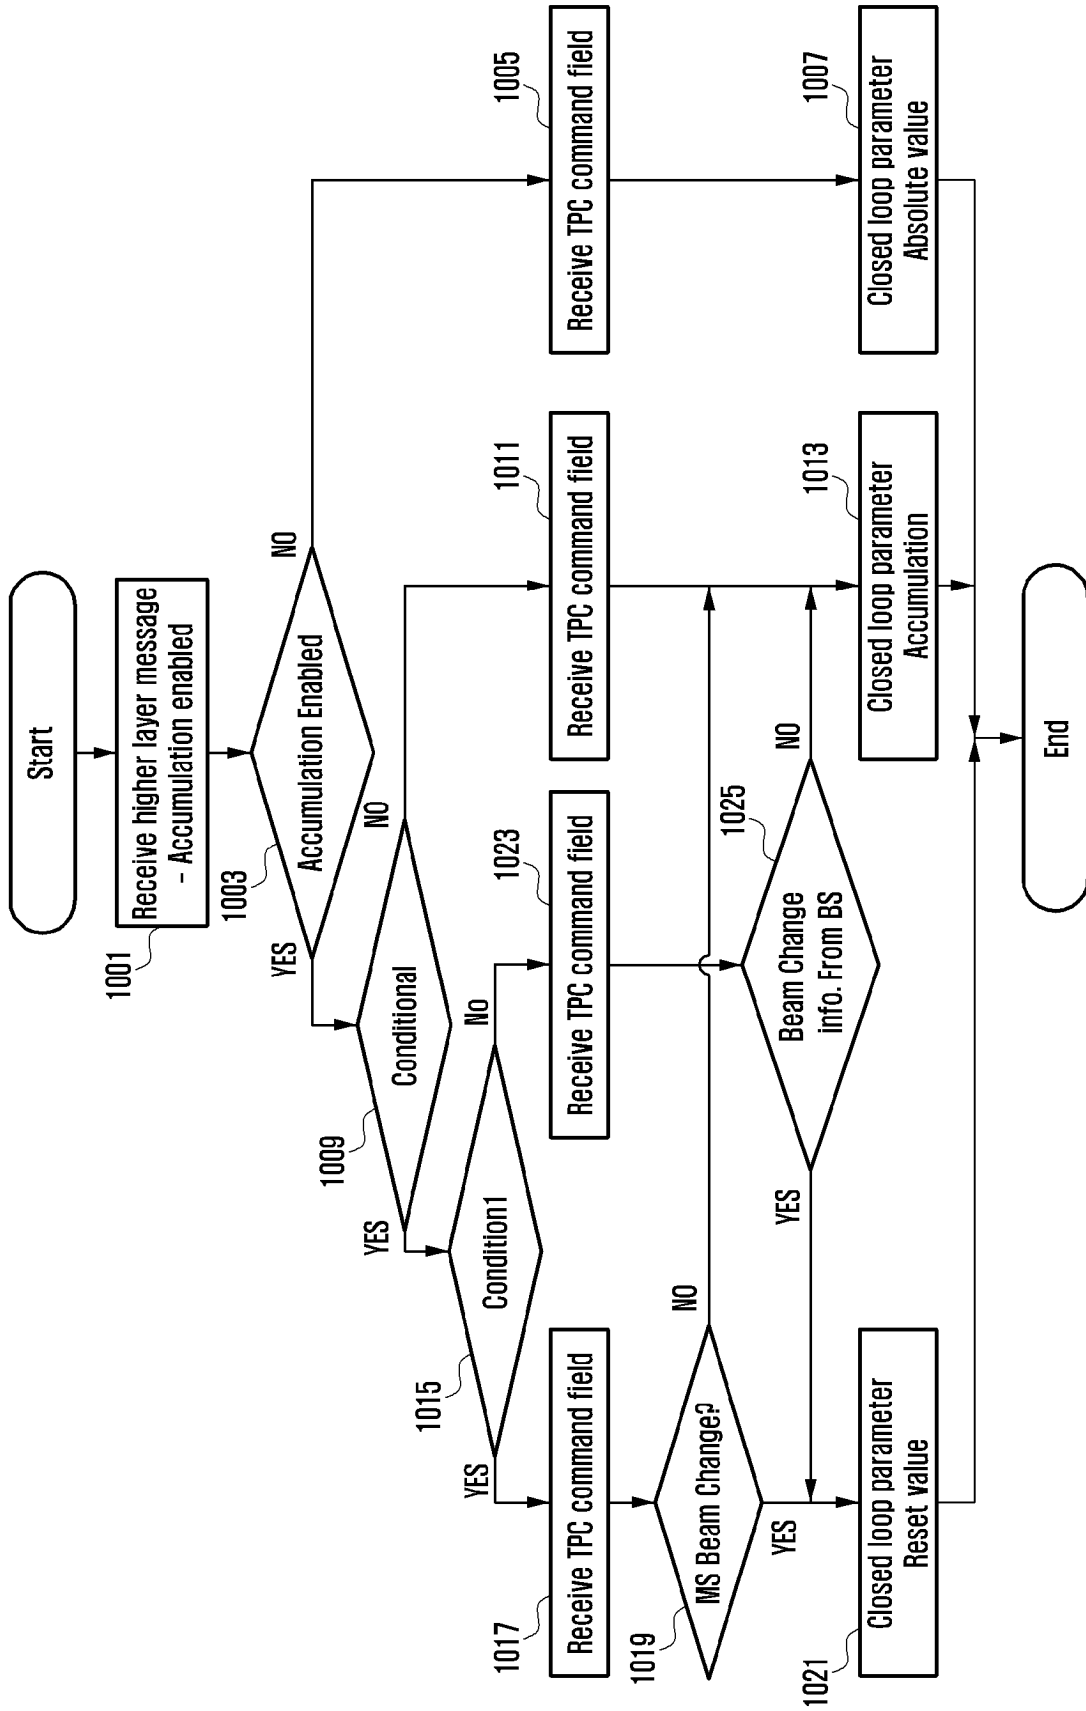 Start
Receive higher layer message
- Accumulation enabled
1001
Accumulation Enabled
1003
YES
NO
Conditional
1009
YES
NO
Condition1
1015
YES
No
Receive TPC command field
1017
Receive TPC command field
1023
Receive TPC command field
1011
Receive TPC command field
1005
MS Beam Change?
1019
NO
YES
Beam Change
info. From BS
1025
YES
NO
Closed loop parameter
Reset value
1021
Closed loop parameter
Accumulation
1013
Closed loop parameter
Absolute value
1007
End